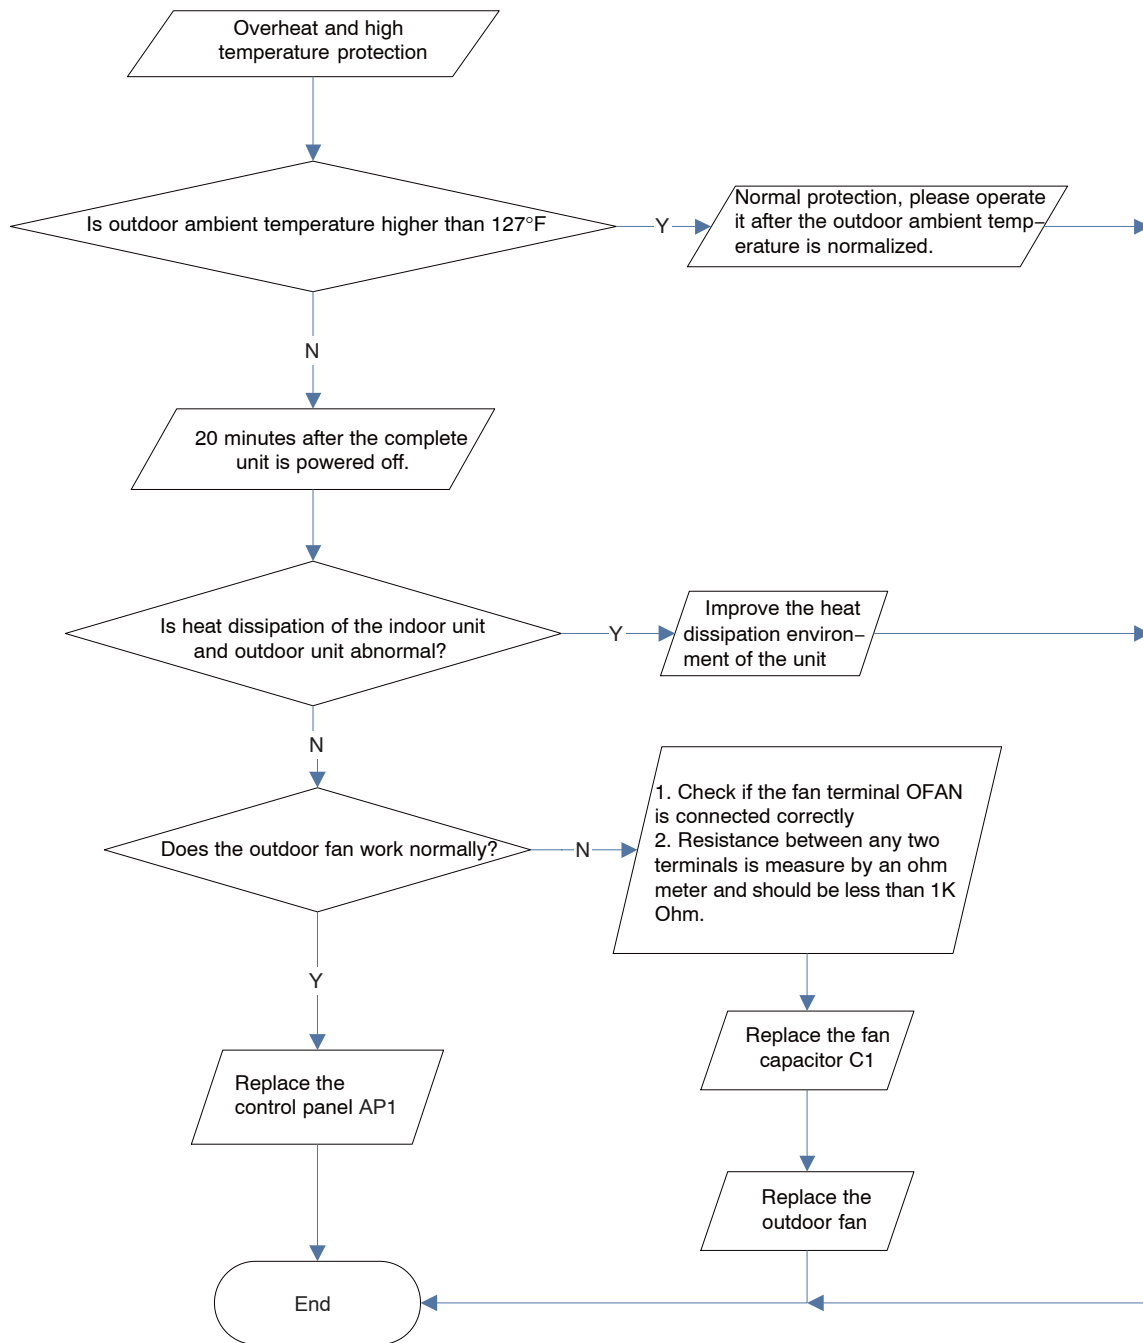 Overheat and high
temperature protection
Is outdoor ambient temperature higher than 127°F
Y
Normal protection, please operate
it after the outdoor ambient temp-
erature is normalized.
N
20 minutes after the complete
unit is powered off.
Is heat dissipation of the indoor unit
and outdoor unit abnormal?
Y
Improve the heat
dissipation environ-
ment of the unit
N
Does the outdoor fan work normally?
N
1. Check if the fan terminal OFAN
is connected correctly
2. Resistance between any two
terminals is measure by an ohm
meter and should be less than 1K
Ohm.
Y
Replace the fan
capacitor C1
Replace the
control panel AP1
Replace the
outdoor fan
End